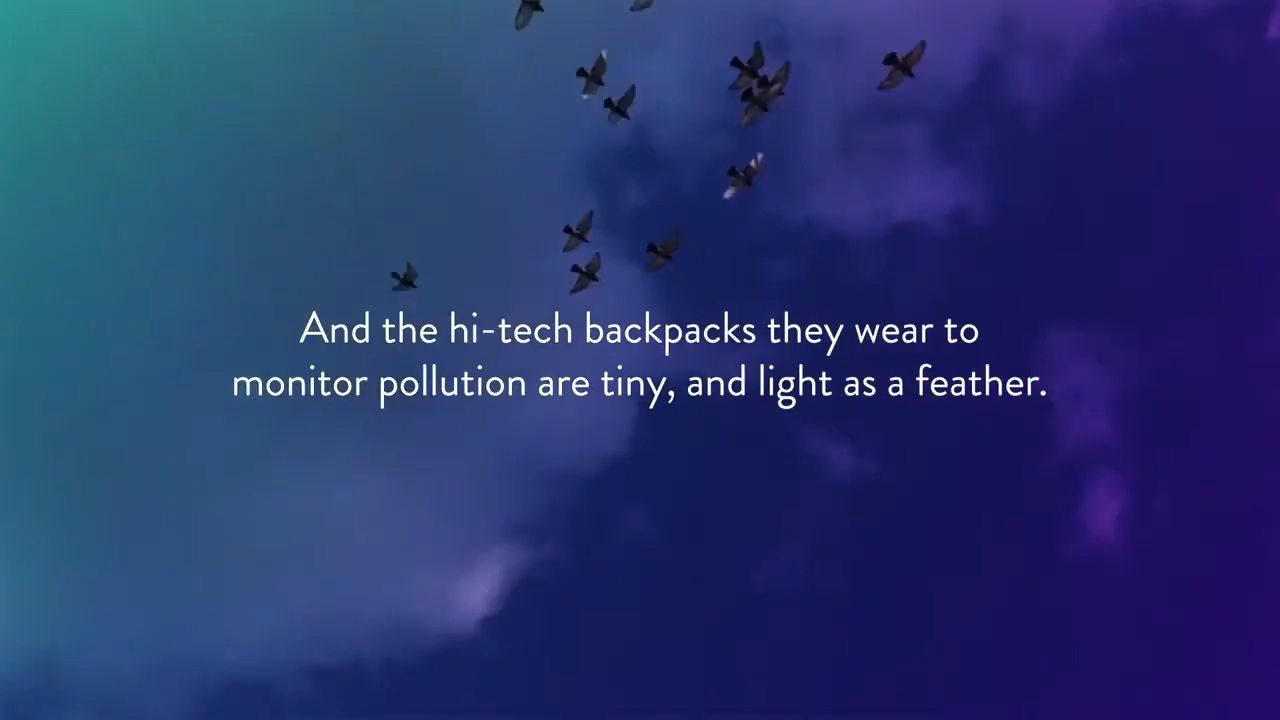 And the hi-tech backpacks they wear to
monitor pollution are tiny, and light as a feather.